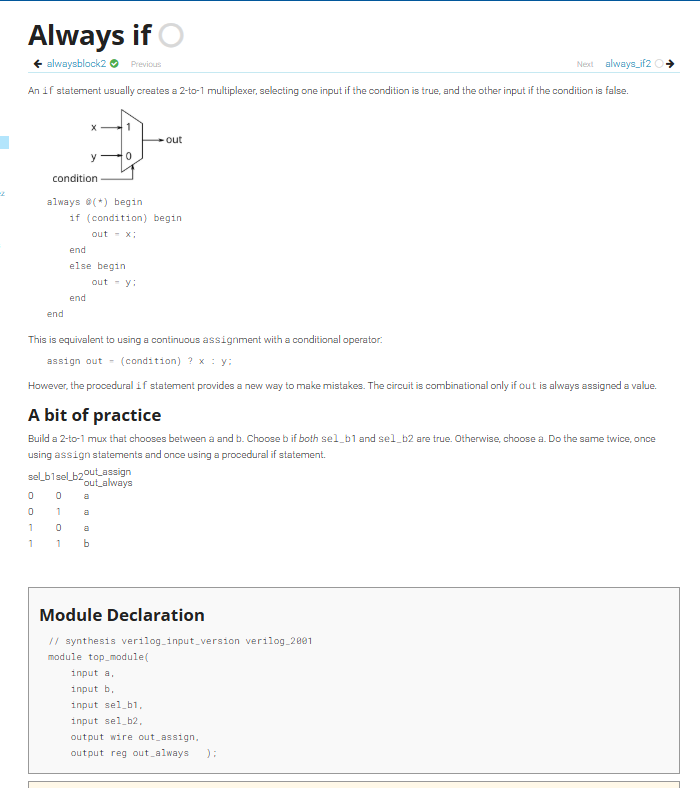 Always if
alwaysblock2 Previous
Next always_if2
An if statement usually creates a 2-to-1 multiplexer, selecting one input if the condition is true, and the other input if the condition is false.
x 1
out
y 0
condition
always @(*) begin
if (condition) begin
out = x;
end
else begin
out = y;
end
end
This is equivalent to using a continuous assignment with a conditional operator:
assign out = (condition) ? x : y;
However, the procedural if statement provides a new way to make mistakes. The circuit is combinational only if out is always assigned a value.
A bit of practice
Build a 2-to-1 mux that chooses between a and b. Choose b if both sel_b1 and sel_b2 are true. Otherwise, choose a. Do the same twice, once
using assign statements and once using a procedural if statement.
sel_b1 sel_b2 out_assign
out_always
0 0 a
0 1 a
1 0 a
1 1 b
Module Declaration
// synthesis verilog_input_version verilog_2001
module top_module(
input a,
input b,
input sel_b1,
input sel_b2,
output wire out_assign,
output reg out_always );